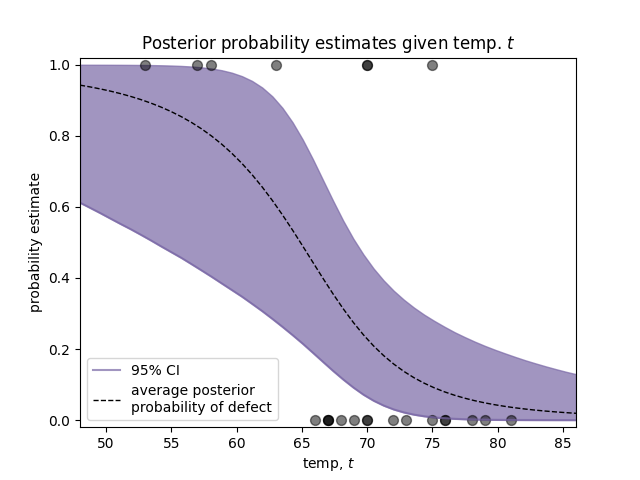 Posterior probability estimates given temp. t
1.0
0.8
0.6
0.4
0.2
0.0
probability estimate
95% CI
average posterior
probability of defect
50 55 60 65 70 75 80 85
temp, t